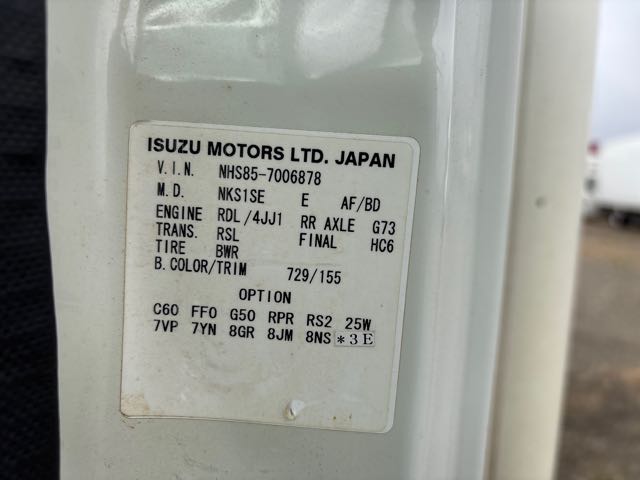 ISUZU MOTORS LTD. JAPAN
V.I.N. NHS85-7006878
M.D. NKS1SE E AF/BD
ENGINE RDL/4JJ1 RR AXLE G73
TRANS. RSL FINAL HC6
TIRE BWR
B.COLOR/TRIM 729/155
OPTION
C60 FF0 G50 RPR RS2 25W
7VP 7YN 8GR 8JM 8NS *3E